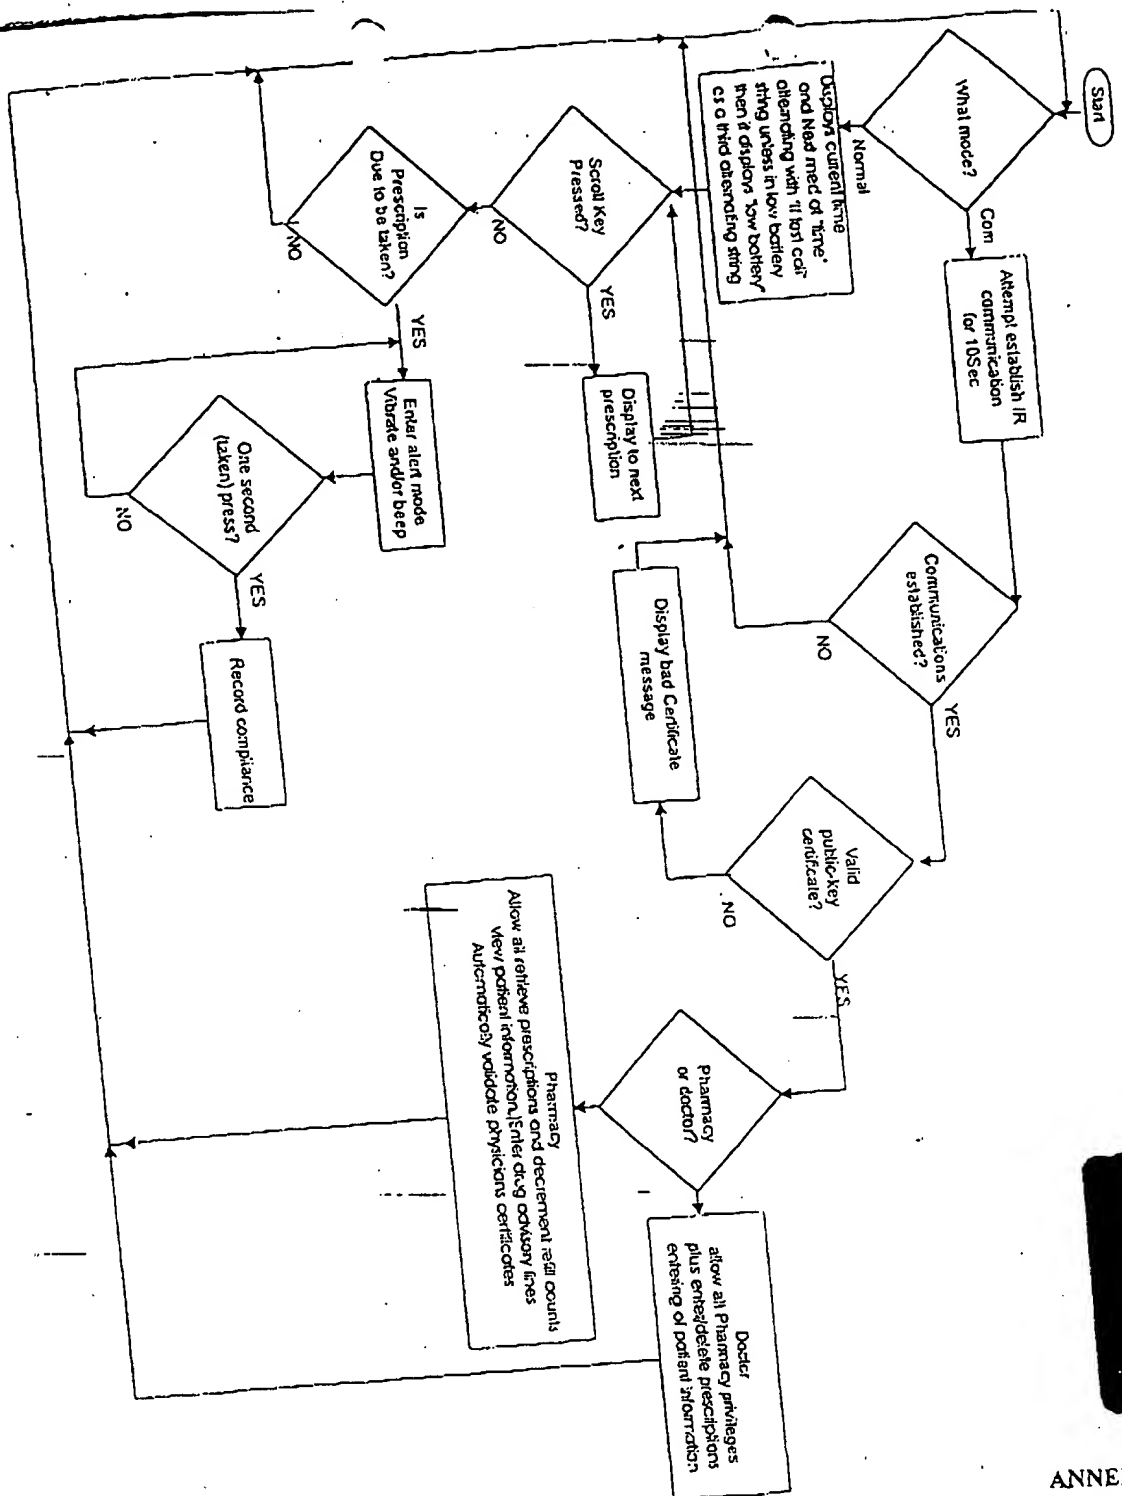 Start
What mode?
Com
Normal
Attempt establish IR
communication
for 10Sec
Displays current time
and Next med at "time"
alternating with "if lost call"
string unless in low battery
then it displays "low battery"
as a third alternating string
Communications
established?
YES
NO
Scroll Key
Pressed?
YES
NO
Display to next
prescription
Is
Prescription
Due to be taken?
YES
NO
Enter alert mode
Vibrate and/or beep
One second
(taken) press?
YES
NO
Record compliance
Display bad Certificate
message
Valid
public-key
certificate?
YES
NO
Pharmacy
or doctor?
Pharmacy
Allow all retrieve prescriptions and decrement refill counts
view patient information, Enter drug advisory lines
Automatically validate physicians certificates
Doctor
allow all Pharmacy privileges
plus enter/delete prescriptions
entering of patient information